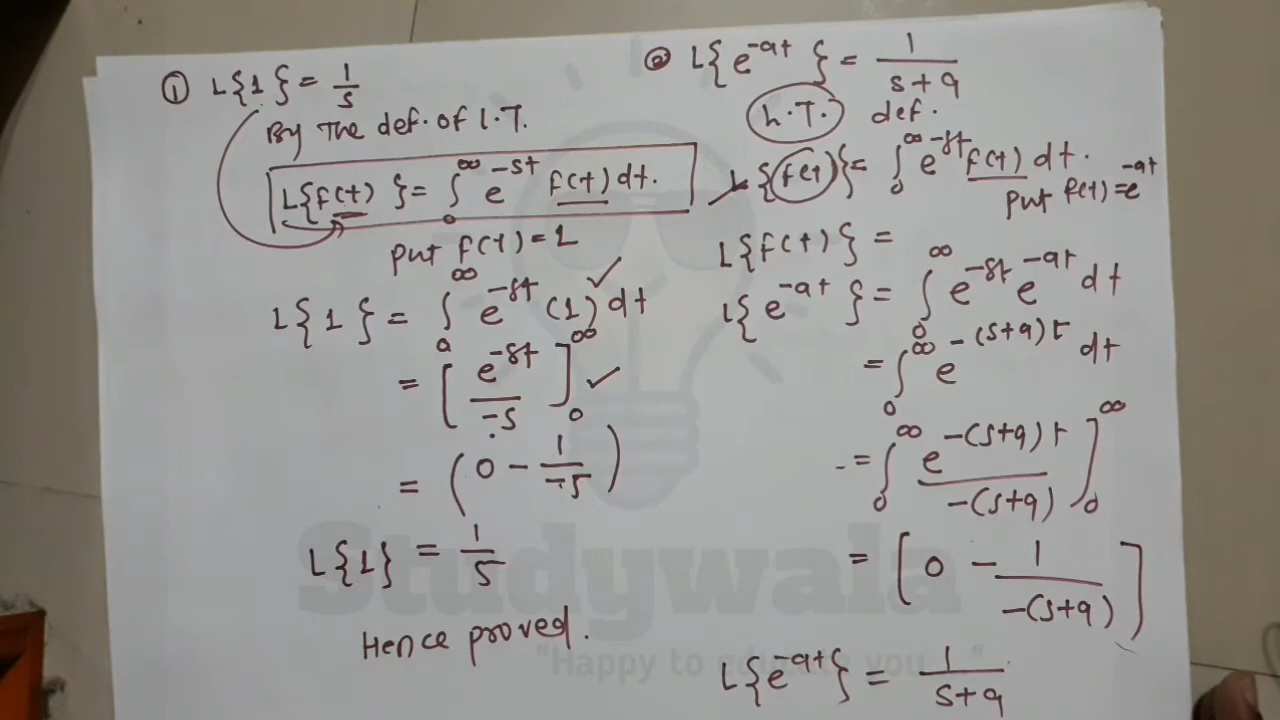 ① L{1} = 1/s
By The def. of L.T.
L{f(t)} = ∫₀^∞ e^-st f(t) dt.
put f(t) = 1
L{1} = ∫₀^∞ e^-st (1) dt ✓
= [e^-st / -s]₀^∞ ✓
= (0 - 1/-s)
L{1} = 1/s
Hence proved.
② L{e^-at} = 1/s+a
L.T. def.
L{f(t)} = ∫₀^∞ e^-st f(t) dt.
put f(t) = e^-at
L{f(t)} =
L{e^-at} = ∫₀^∞ e^-st e^-at dt
= ∫₀^∞ e^-(s+a)t dt
= ∫₀^∞ e^-(s+a)t / -(s+a) ]₀^∞
= [0 - 1/-(s+a)]
L{e^-at} = 1/s+a
Studywala
"Happy to educate you"